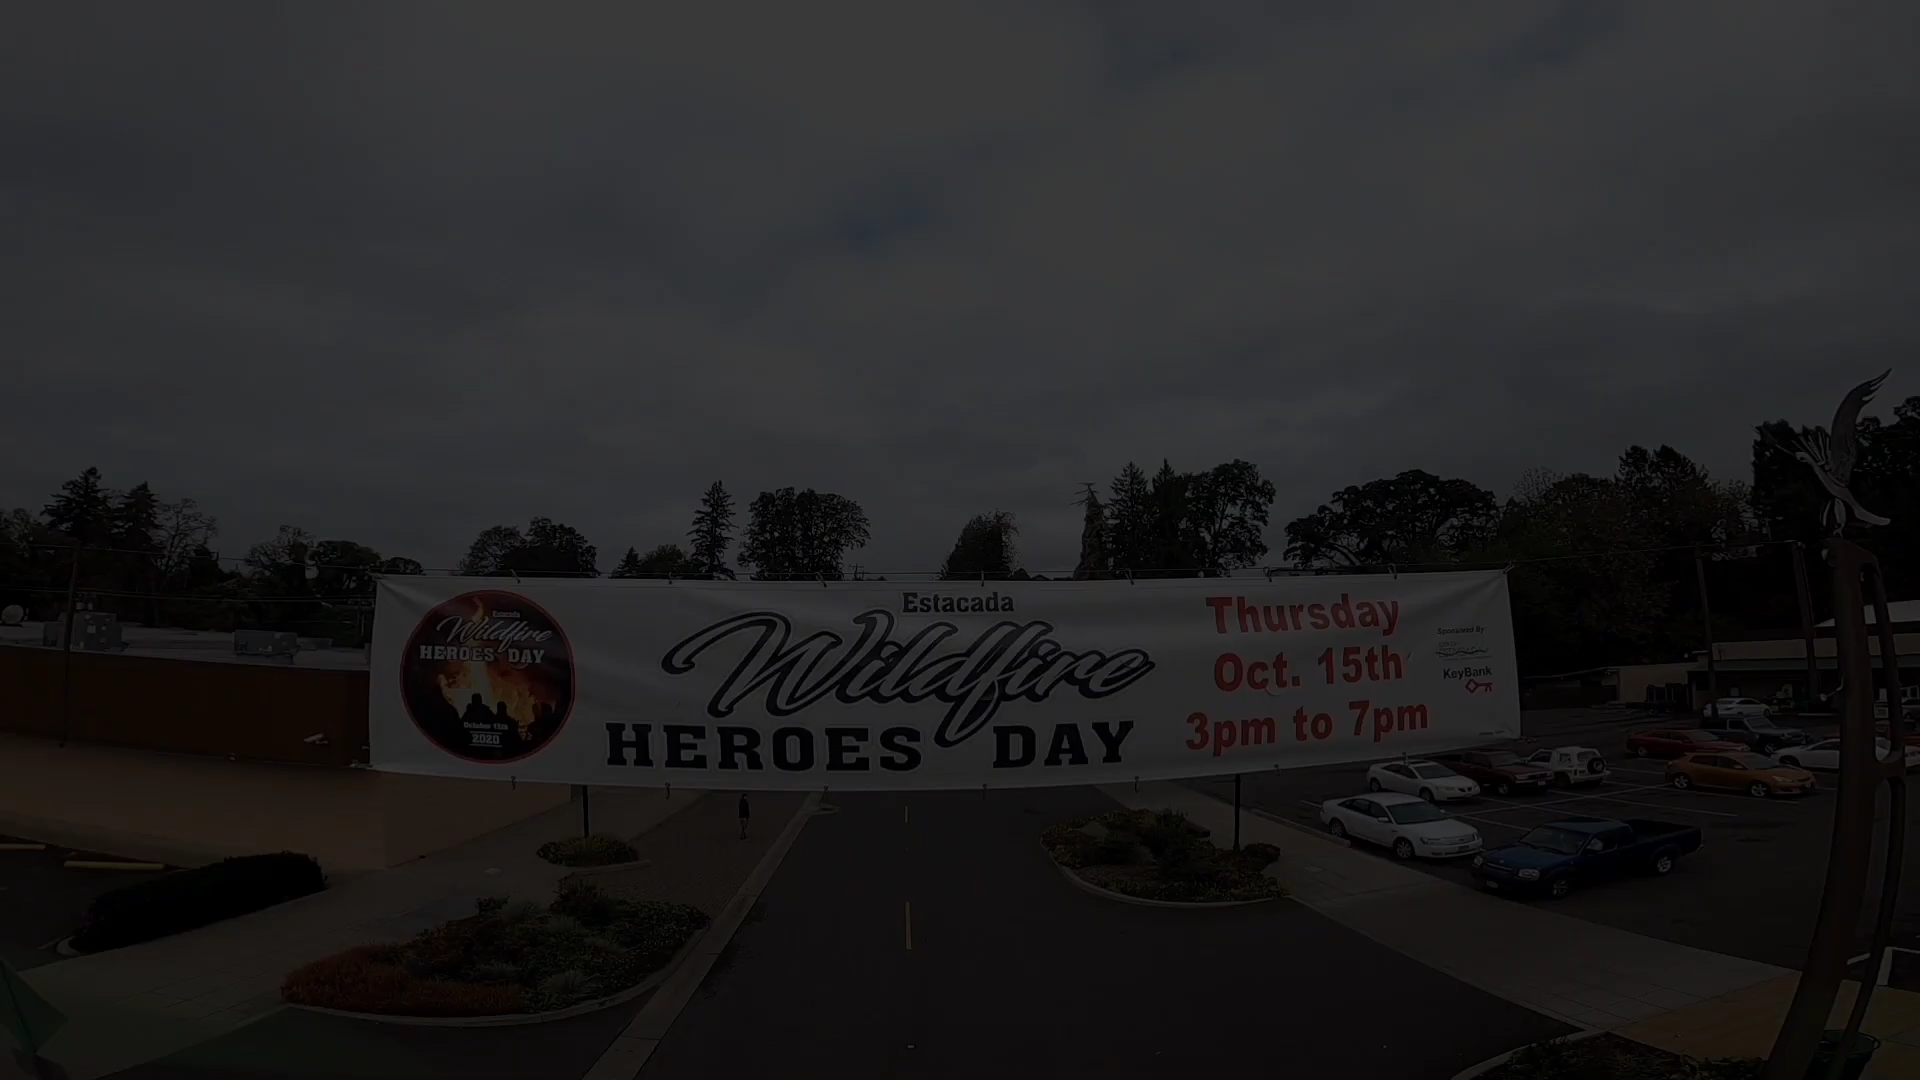 Estacada
Wildfire
HEROES DAY
October 15th
2020
Estacada
Wildfire
HEROES DAY
Thursday
Oct. 15th
3pm to 7pm
Sponsored By
KeyBank